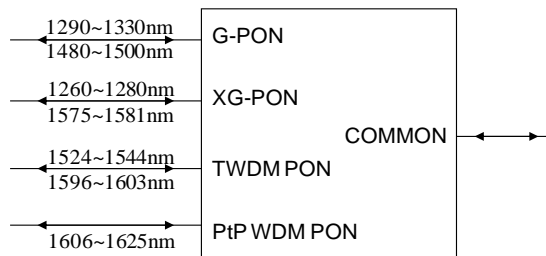 1290~1330nm
1480~1500nm
G-PON
1260~1280nm
1575~1581nm
XG-PON
COMMON
1524~1544nm
1596~1603nm
TWDM PON
1606~1625nm
PtP WDM PON